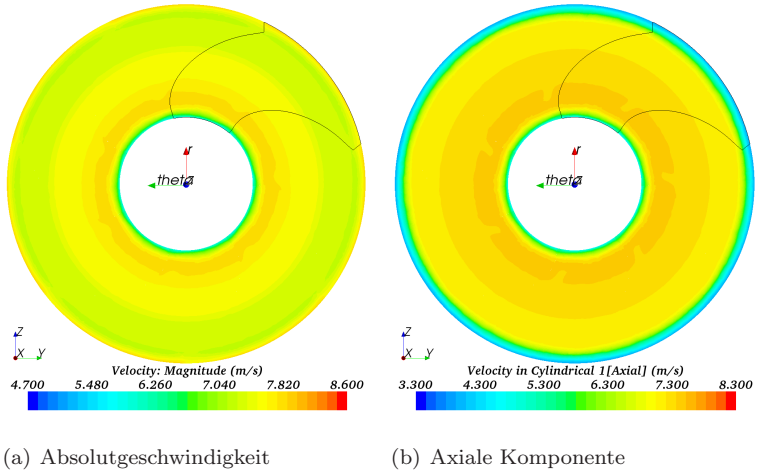 r
theta
Z
Z
X Y
Velocity: Magnitude (m/s)
4.700 5.480 6.260 7.040 7.820 8.600
(a) Absolutgeschwindigkeit
r
theta
Z
Z
X Y
Velocity in Cylindrical 1[Axial] (m/s)
3.300 4.300 5.300 6.300 7.300 8.300
(b) Axiale Komponente